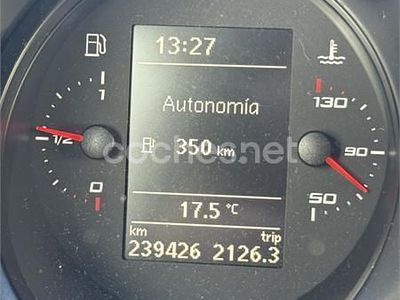 13:27
1
1/2
0
Autonomía
350 km
130
90
50
coches.net
17.5 °C
km trip
239426 2126.3